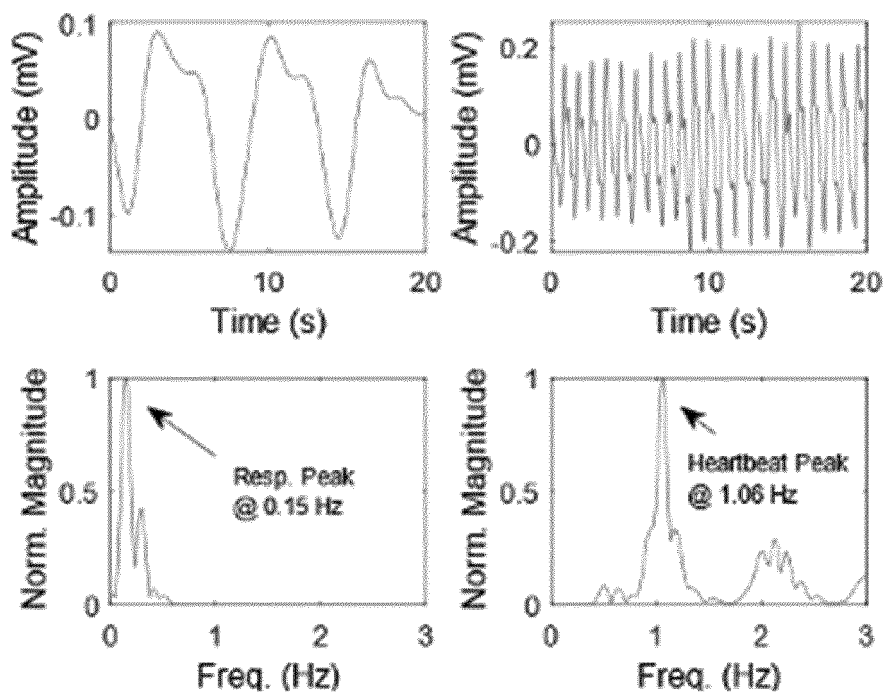 Amplitude (mV)
0.1
0
-0.1
0 10 20
Time (s)
Amplitude (mV)
0.2
0
-0.2
0 10 20
Time (s)
Norm. Magnitude
1
0.5
0
Resp. Peak
@ 0.15 Hz
0 1 2 3
Freq. (Hz)
Norm. Magnitude
1
0.5
0
Heartbeat Peak
@ 1.06 Hz
0 1 2 3
Freq. (Hz)